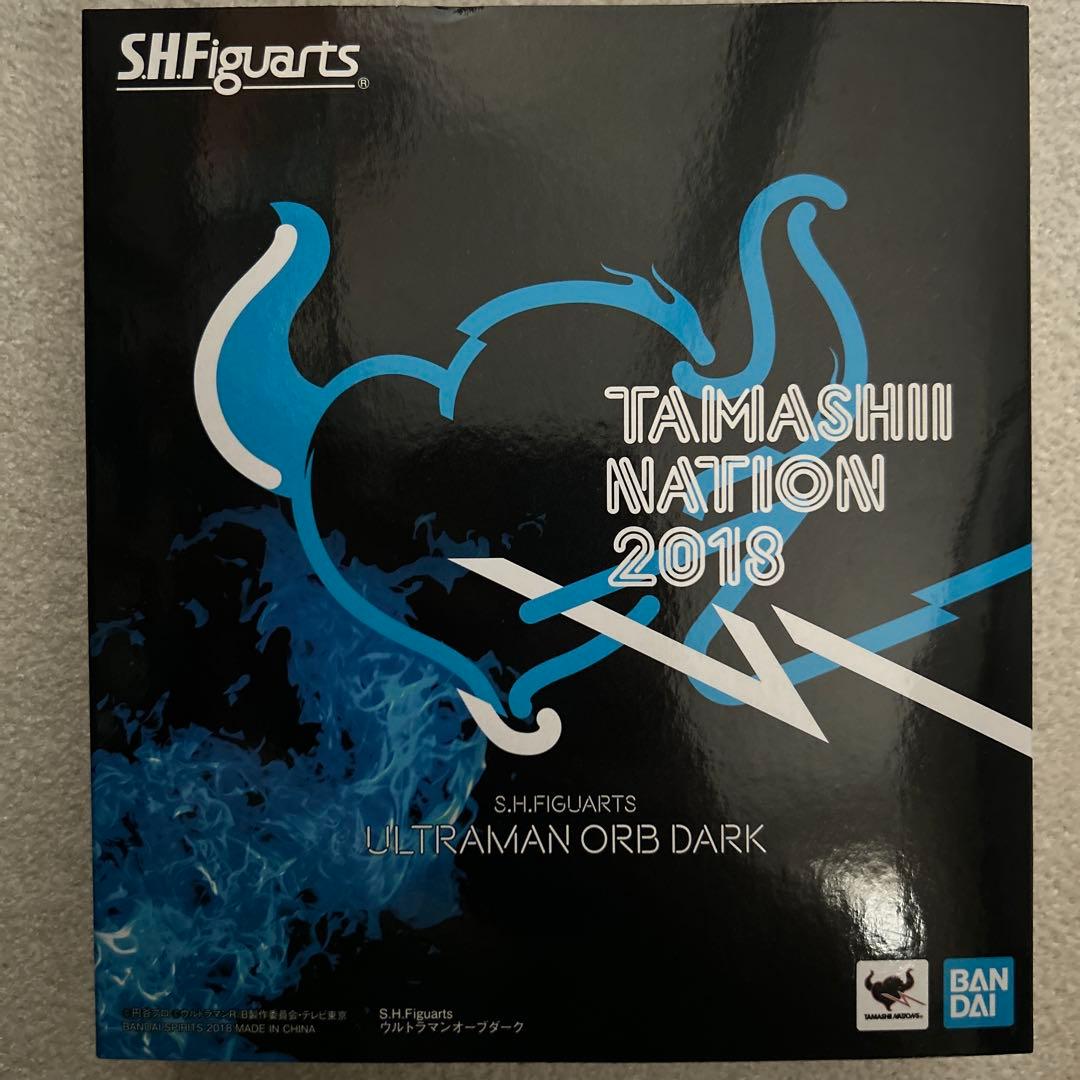 S.H.Figuarts®
TAMASHII
NATION
2018
S.H.FIGUARTS
ULTRAMAN ORB DARK
©円谷プロ ©ウルトラマンR/B製作委員会・テレビ東京
BANDAI SPIRITS 2018 MADE IN CHINA
S.H.Figuarts
ウルトラマンオーブダーク
TAMASHII NATIONS®
BAN
DAI